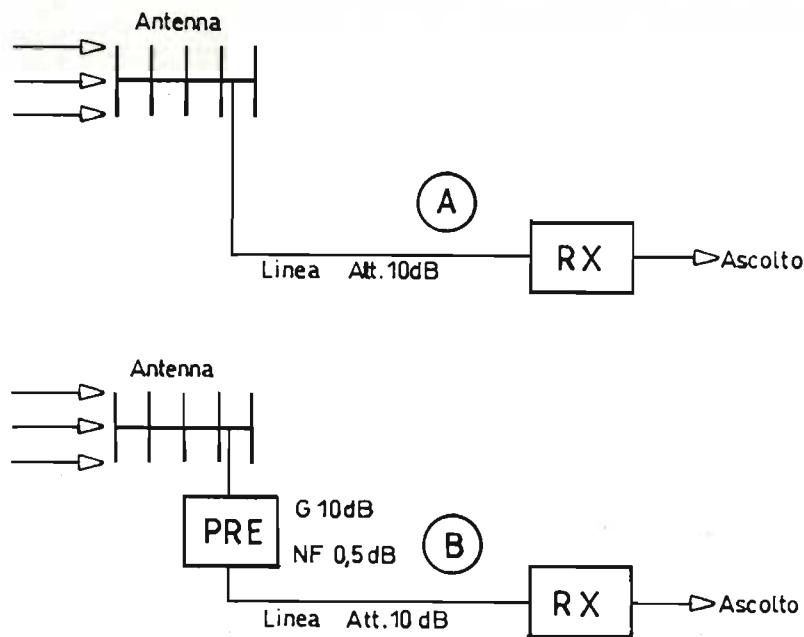 Antenna
A
RX
Ascolto
Linea Att. 10dB
Antenna
PRE
G 10dB
NF 0,5 dB
B
RX
Ascolto
Linea Att. 10 dB